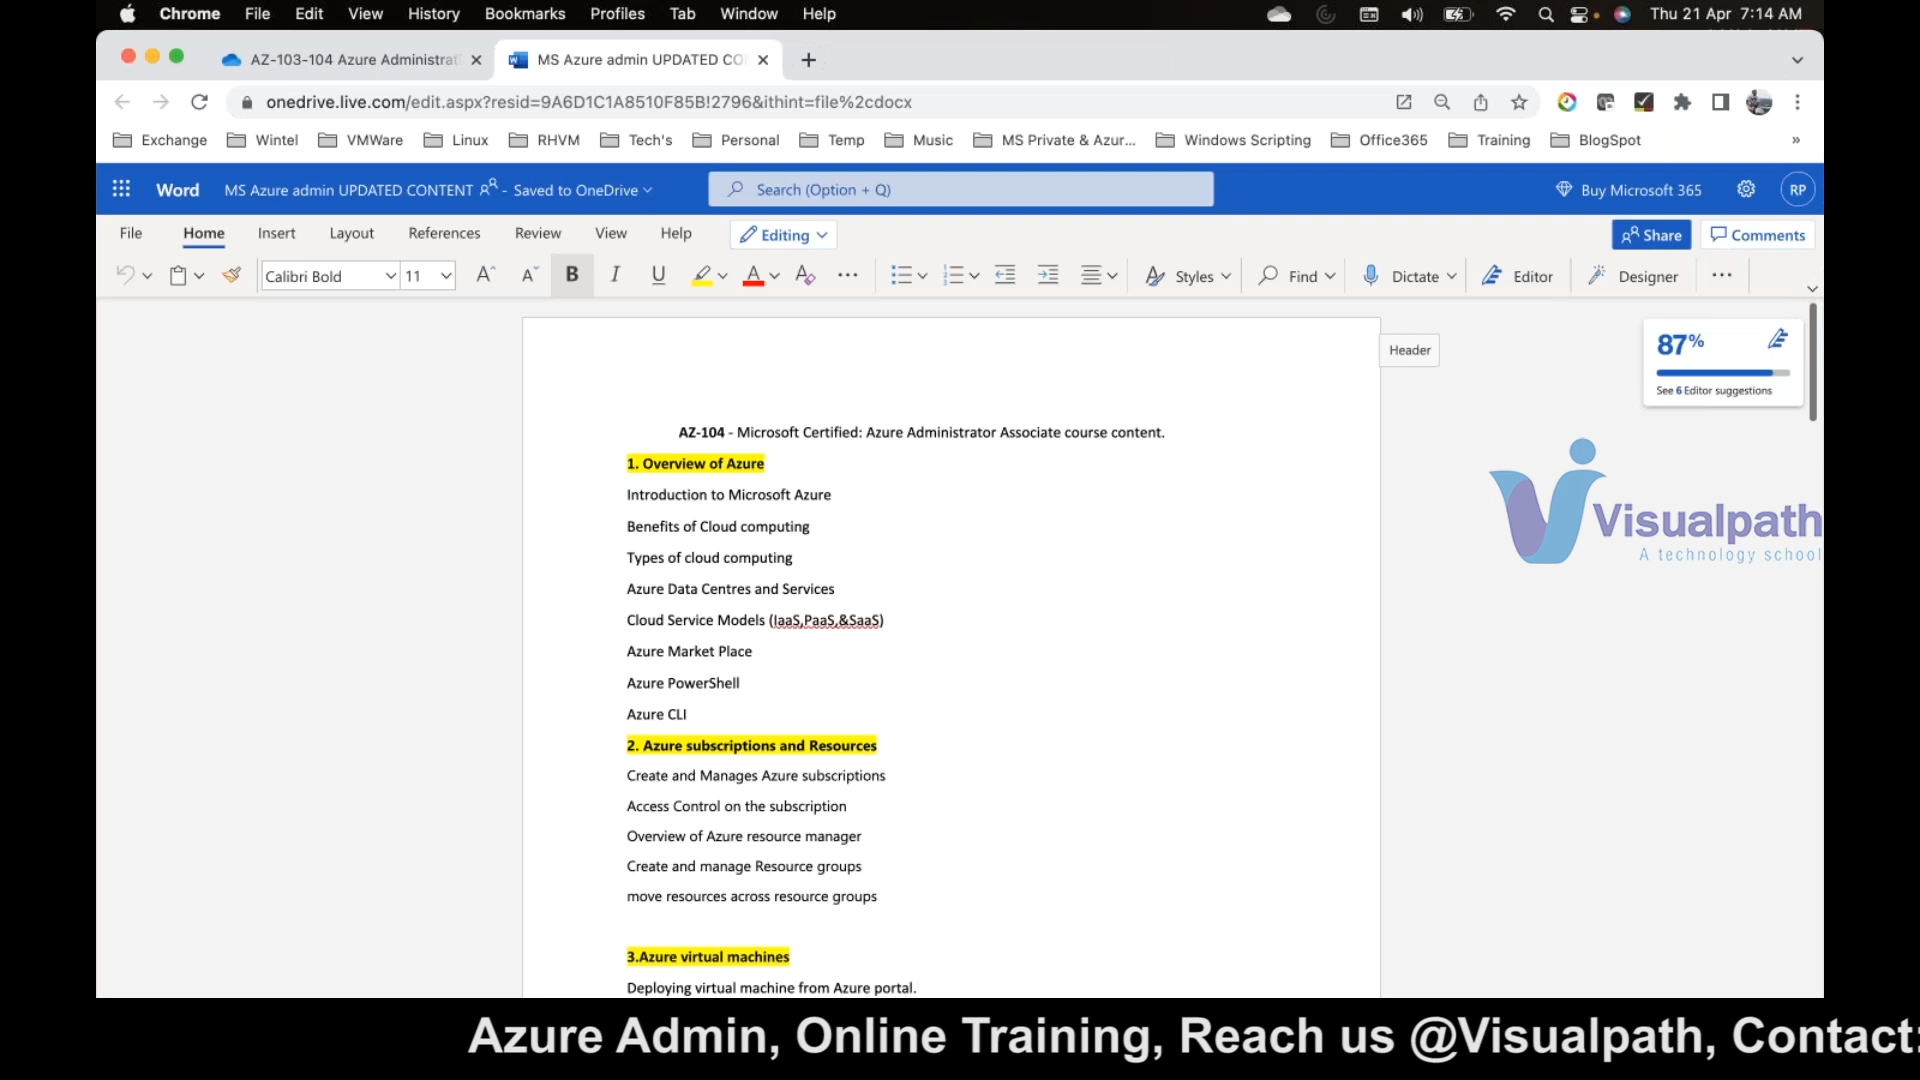 Chrome File Edit View History Bookmarks Profiles Tab Window Help Thu 21 Apr 7:14 AM
AZ-103-104 Azure Administrat MS Azure admin UPDATED CO
onedrive.live.com/edit.aspx?resid=9A6D1C1A8510F85B!2796&ithint=file%2cdocx
Exchange Wintel VMWare Linux RHVM Tech's Personal Temp Music MS Private & Azur... Windows Scripting Office365 Training BlogSpot »
Word MS Azure admin UPDATED CONTENT - Saved to OneDrive Search (Option + Q) Buy Microsoft 365 RP
File Home Insert Layout References Review View Help Editing Share Comments
Calibri Bold 11 A A B I U A A Styles Find Dictate Editor Designer
Header
87%
See 6 Editor suggestions
AZ-104 - Microsoft Certified: Azure Administrator Associate course content.
1. Overview of Azure
Introduction to Microsoft Azure
Benefits of Cloud computing
Types of cloud computing
Azure Data Centres and Services
Cloud Service Models (IaaS,PaaS,&SaaS)
Azure Market Place
Azure PowerShell
Azure CLI
2. Azure subscriptions and Resources
Create and Manages Azure subscriptions
Access Control on the subscription
Overview of Azure resource manager
Create and manage Resource groups
move resources across resource groups
3.Azure virtual machines
Deploying virtual machine from Azure portal.
Visualpath
A technology school
Azure Admin, Online Training, Reach us @Visualpath, Contact: